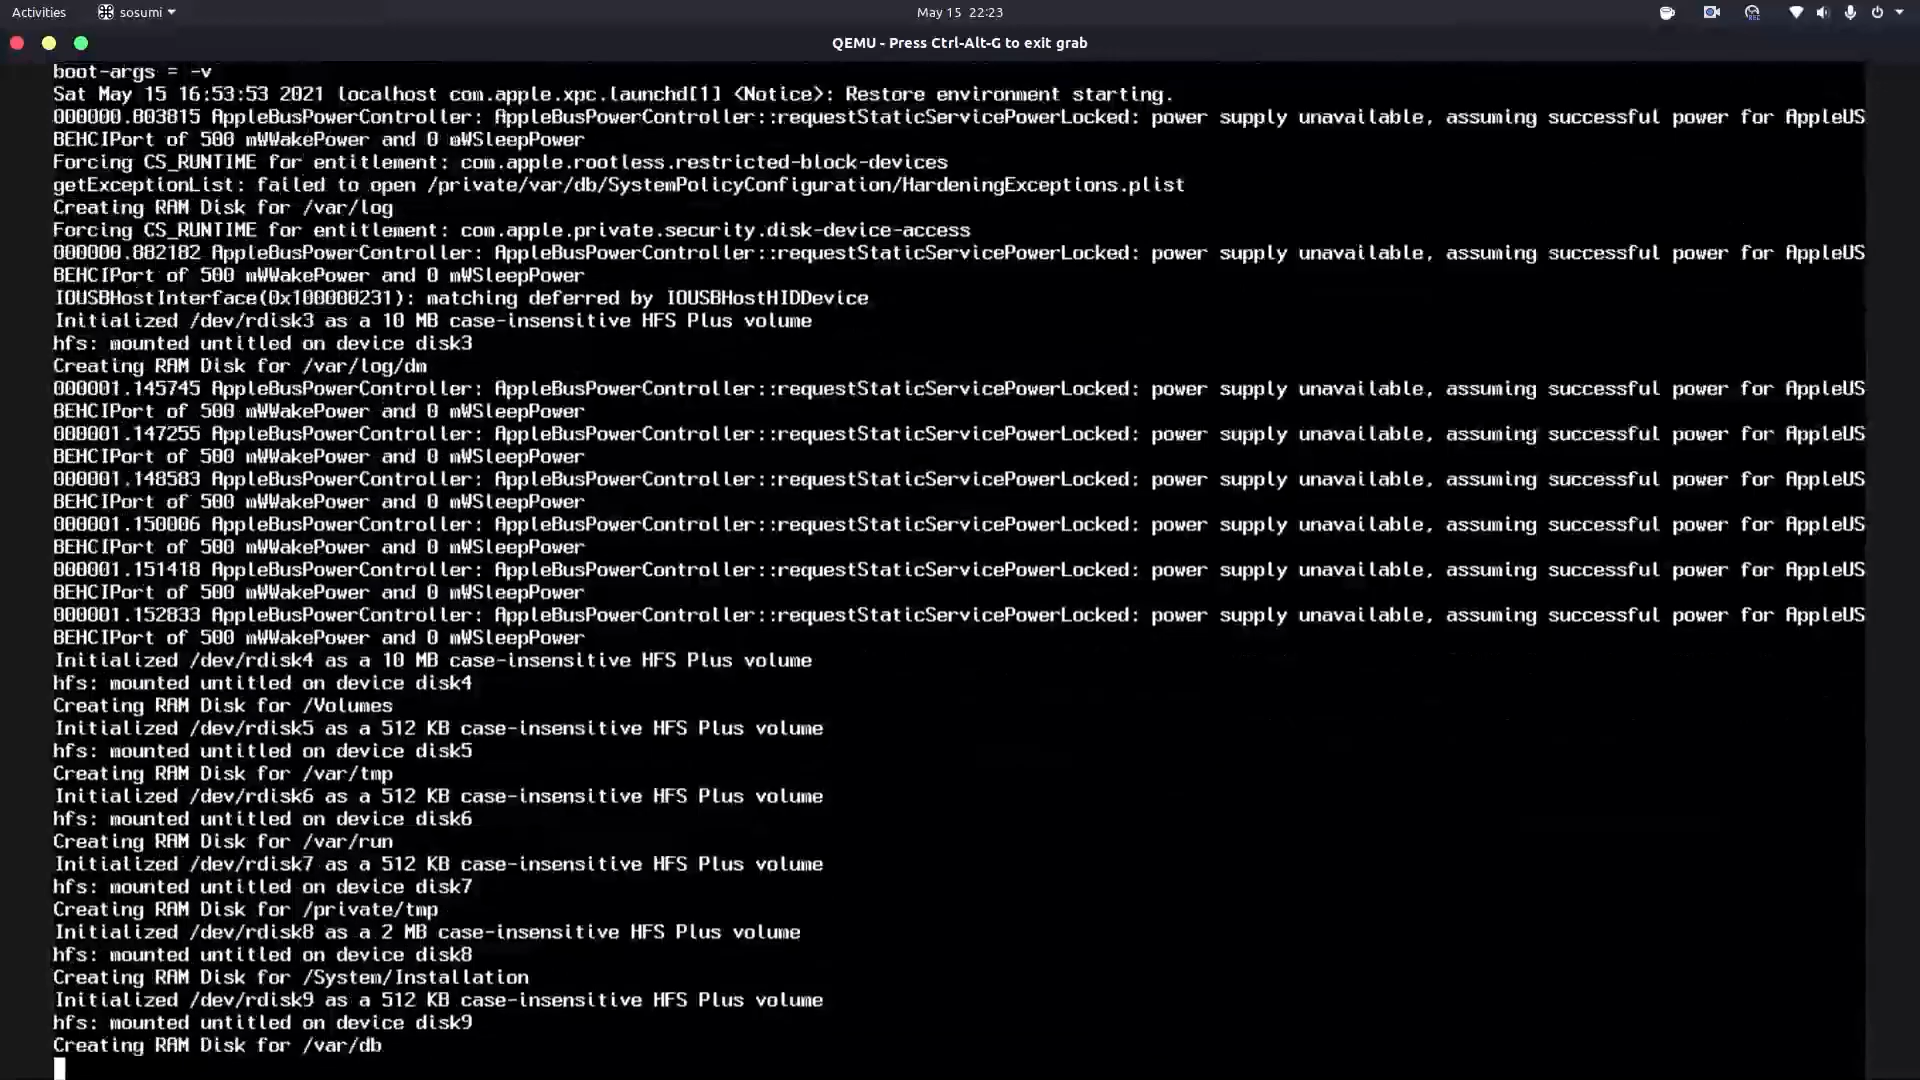 Activities sosumi May 15 22:23
QEMU - Press Ctrl-Alt-G to exit grab
boot-args = -v
Sat May 15 16:53:53 2021 localhost com.apple.xpc.launchd[1] <Notice>: Restore environment starting.
000000.803815 AppleBusPowerController: AppleBusPowerController::requestStaticServicePowerLocked: power supply unavailable, assuming successful power for AppleUS
BEHCIPort of 500 mWWakePower and 0 mWSleepPower
Forcing CS_RUNTIME for entitlement: com.apple.rootless.restricted-block-devices
getExceptionList: failed to open /private/var/db/SystemPolicyConfiguration/HardeningExceptions.plist
Creating RAM Disk for /var/log
Forcing CS_RUNTIME for entitlement: com.apple.private.security.disk-device-access
000000.882182 AppleBusPowerController: AppleBusPowerController::requestStaticServicePowerLocked: power supply unavailable, assuming successful power for AppleUS
BEHCIPort of 500 mWWakePower and 0 mWSleepPower
IOUSBHostInterface(0x100000231): matching deferred by IOUSBHostHIDDevice
Initialized /dev/rdisk3 as a 10 MB case-insensitive HFS Plus volume
hfs: mounted untitled on device disk3
Creating RAM Disk for /var/log/dm
000001.145745 AppleBusPowerController: AppleBusPowerController::requestStaticServicePowerLocked: power supply unavailable, assuming successful power for AppleUS
BEHCIPort of 500 mWWakePower and 0 mWSleepPower
000001.147255 AppleBusPowerController: AppleBusPowerController::requestStaticServicePowerLocked: power supply unavailable, assuming successful power for AppleUS
BEHCIPort of 500 mWWakePower and 0 mWSleepPower
000001.148583 AppleBusPowerController: AppleBusPowerController::requestStaticServicePowerLocked: power supply unavailable, assuming successful power for AppleUS
BEHCIPort of 500 mWWakePower and 0 mWSleepPower
000001.150006 AppleBusPowerController: AppleBusPowerController::requestStaticServicePowerLocked: power supply unavailable, assuming successful power for AppleUS
BEHCIPort of 500 mWWakePower and 0 mWSleepPower
000001.151418 AppleBusPowerController: AppleBusPowerController::requestStaticServicePowerLocked: power supply unavailable, assuming successful power for AppleUS
BEHCIPort of 500 mWWakePower and 0 mWSleepPower
000001.152833 AppleBusPowerController: AppleBusPowerController::requestStaticServicePowerLocked: power supply unavailable, assuming successful power for AppleUS
BEHCIPort of 500 mWWakePower and 0 mWSleepPower
Initialized /dev/rdisk4 as a 10 MB case-insensitive HFS Plus volume
hfs: mounted untitled on device disk4
Creating RAM Disk for /Volumes
Initialized /dev/rdisk5 as a 512 KB case-insensitive HFS Plus volume
hfs: mounted untitled on device disk5
Creating RAM Disk for /var/tmp
Initialized /dev/rdisk6 as a 512 KB case-insensitive HFS Plus volume
hfs: mounted untitled on device disk6
Creating RAM Disk for /var/run
Initialized /dev/rdisk7 as a 512 KB case-insensitive HFS Plus volume
hfs: mounted untitled on device disk7
Creating RAM Disk for /private/tmp
Initialized /dev/rdisk8 as a 2 MB case-insensitive HFS Plus volume
hfs: mounted untitled on device disk8
Creating RAM Disk for /System/Installation
Initialized /dev/rdisk9 as a 512 KB case-insensitive HFS Plus volume
hfs: mounted untitled on device disk9
Creating RAM Disk for /var/db